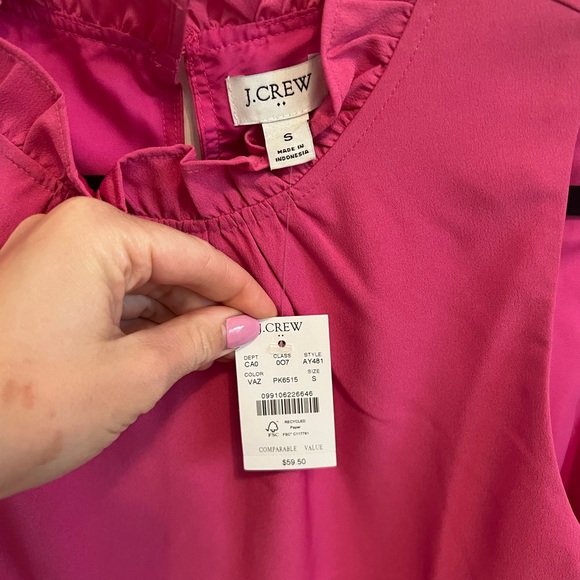 J.CREW
S
MADE IN
INDONESIA
J.CREW
DEPT CLASS STYLE
CA0 007 AY481
COLOR SIZE
VAZ PK6515 S
099106226646
FSC
RECYCLED
Paper
COMPARABLE VALUE
$59.50